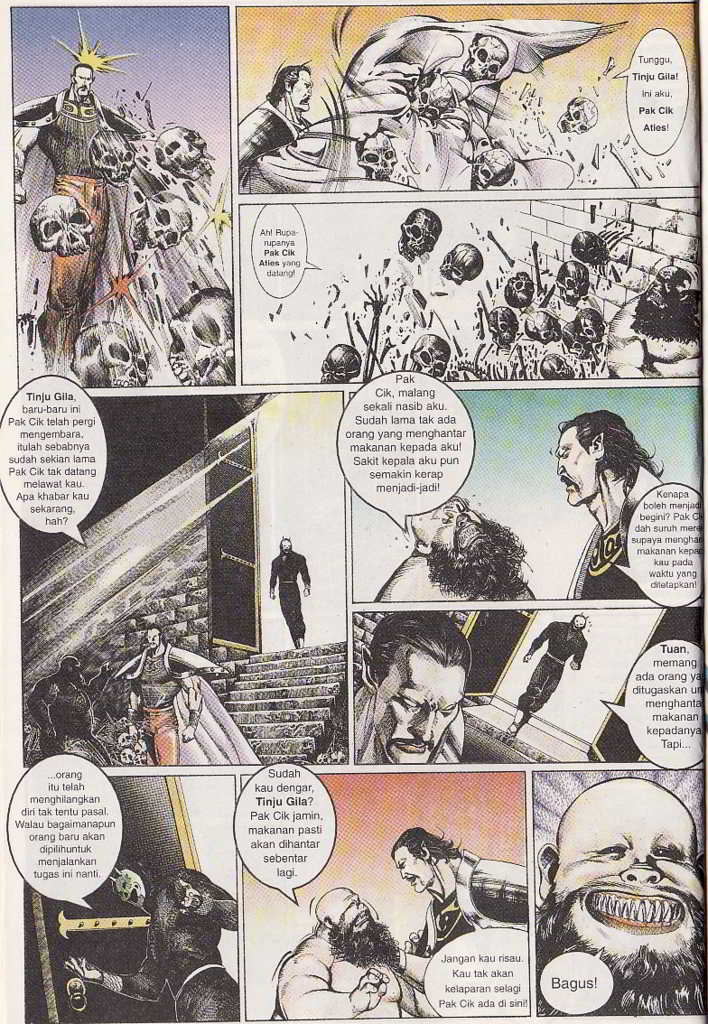 Tunggu,
Tinju Gila!
Ini aku,
Pak Cik
Aties!
Ah! Rupa-
rupanya
Pak Cik
Aties yang
datang!
Tinju Gila,
baru-baru ini
Pak Cik telah pergi
mengembara,
itulah sebabnya
sudah sekian lama
Pak Cik tak datang
melawat kau.
Apa khabar kau
sekarang,
hah?
Pak
Cik, malang
sekali nasib aku.
Sudah lama tak ada
orang yang menghantar
makanan kepada aku!
Sakit kepala aku pun
semakin kerap
menjadi-jadi!
Kenapa
boleh menjadi
begini? Pak
dah suruh
supaya
makanan
kau pada
waktu yang
ditetapkan!
Tuan,
memang
ada orang
ditugaskan
menghantar
makanan
kepadanya.
Tapi...
...orang
itu telah
menghilangkan
diri tak tentu pasal.
Walau bagaimanapun
orang baru akan
dipilihuntuk
menjalankan
tugas ini nanti.
Sudah
kau dengar,
Tinju Gila?
Pak Cik jamin,
makanan pasti
akan dihantar
sebentar
lagi.
Jangan kau risau.
Kau tak akan
kelaparan selagi
Pak Cik ada di sini!
Bagus!